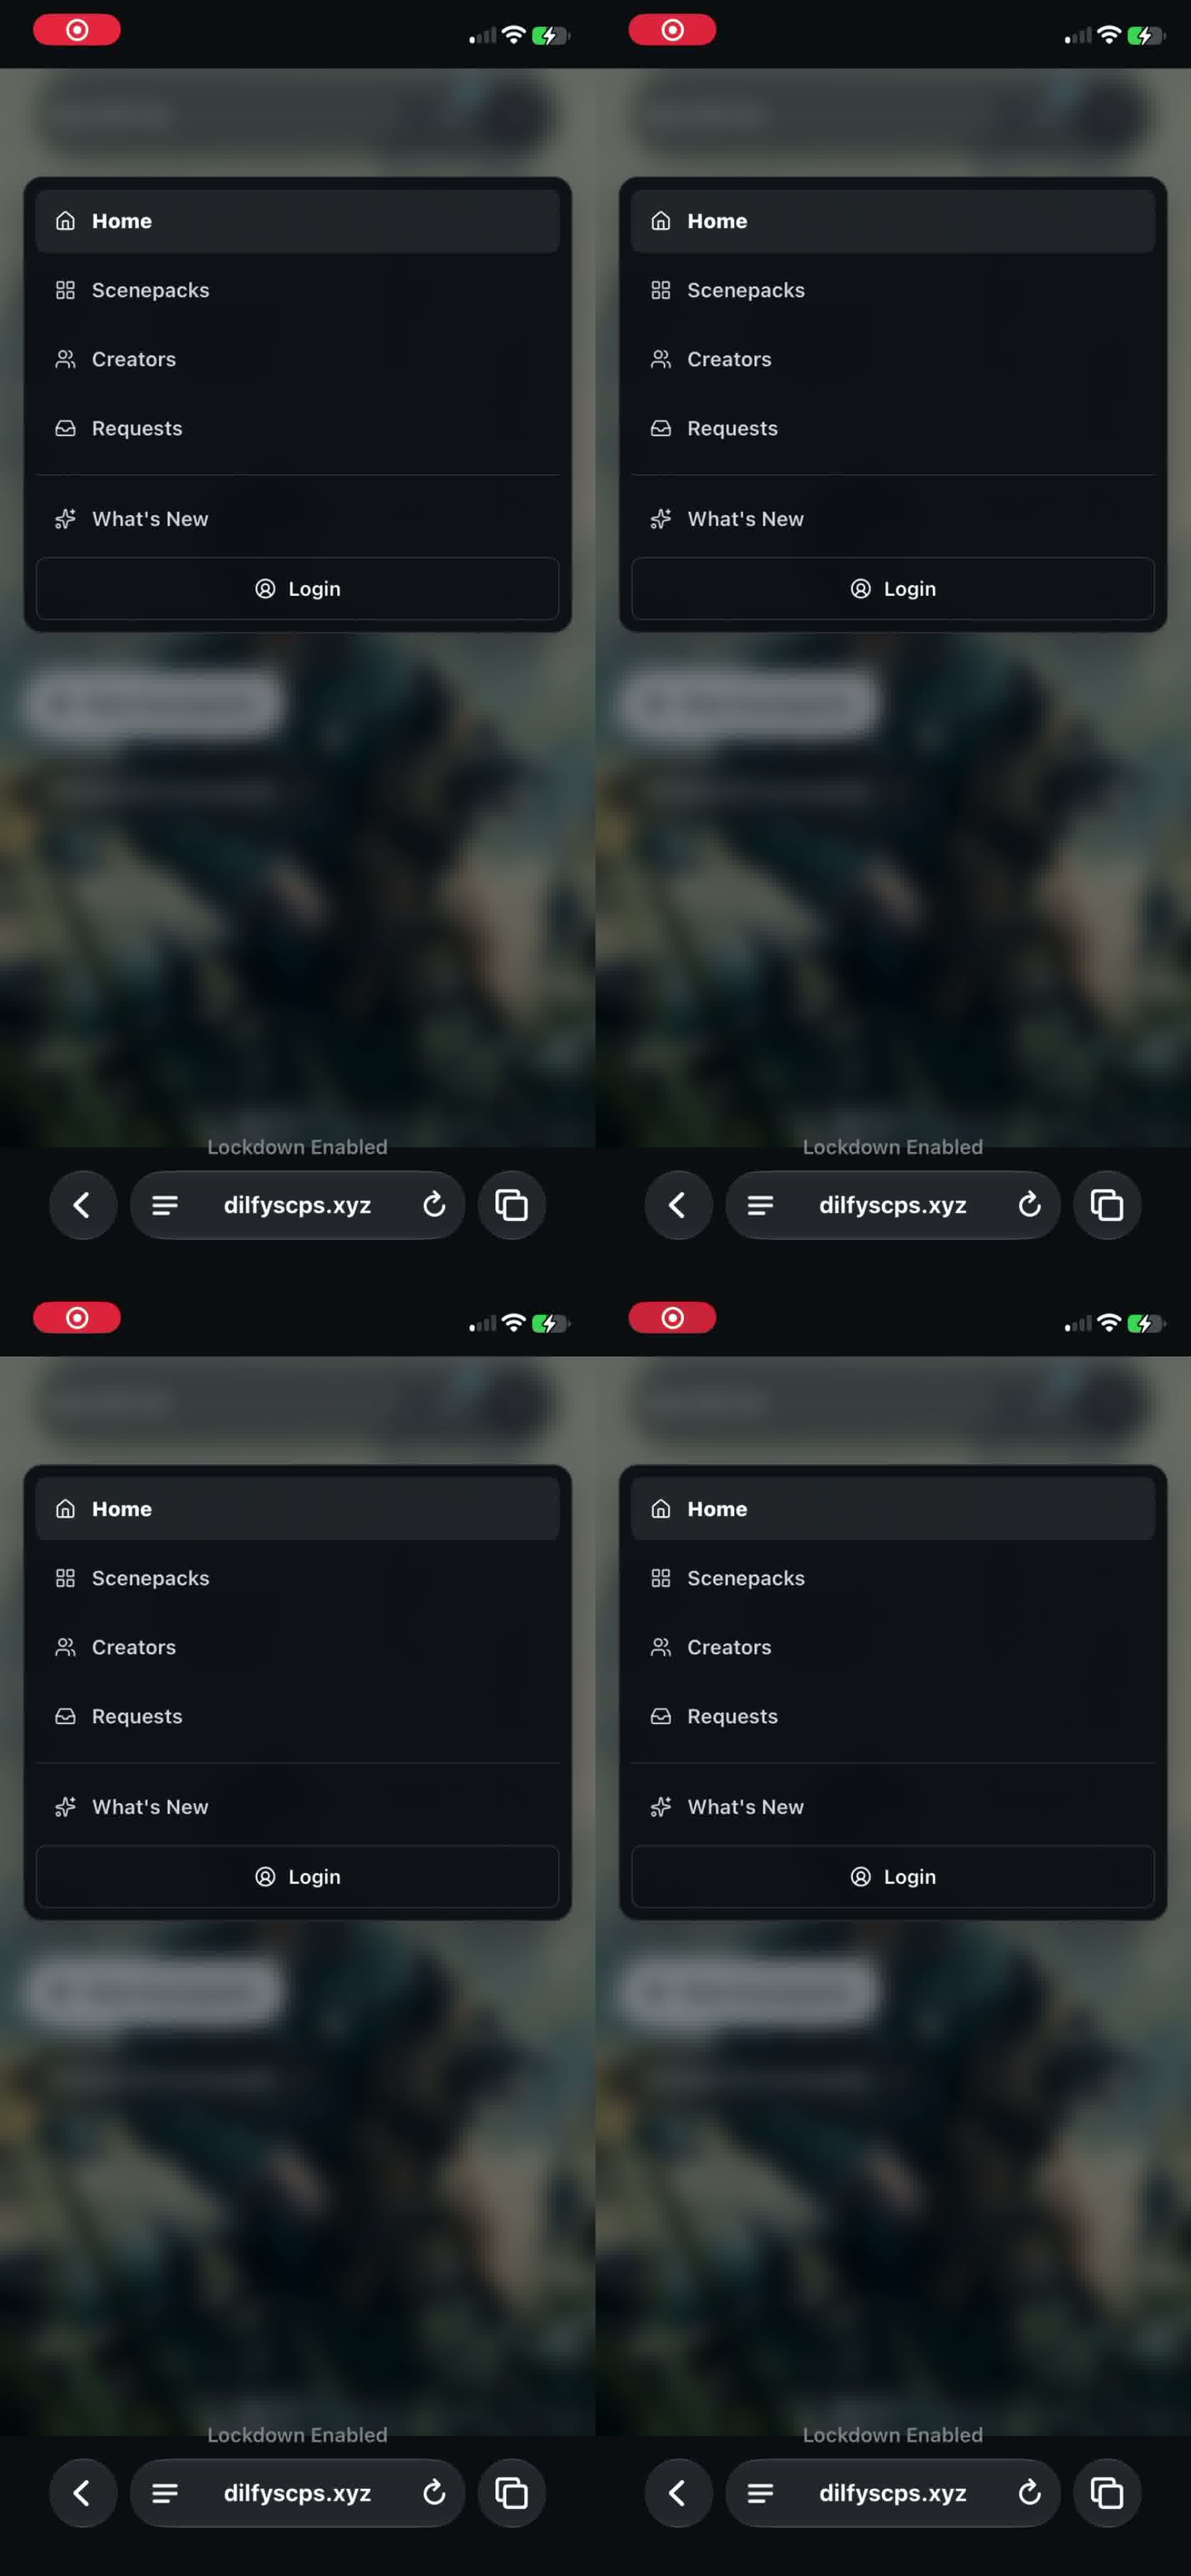 Home
Scenepacks
Creators
Requests
What's New
Login
Lockdown Enabled
dilfyscps.xyz
Home
Scenepacks
Creators
Requests
What's New
Login
Lockdown Enabled
dilfyscps.xyz
Home
Scenepacks
Creators
Requests
What's New
Login
Lockdown Enabled
dilfyscps.xyz
Home
Scenepacks
Creators
Requests
What's New
Login
Lockdown Enabled
dilfyscps.xyz